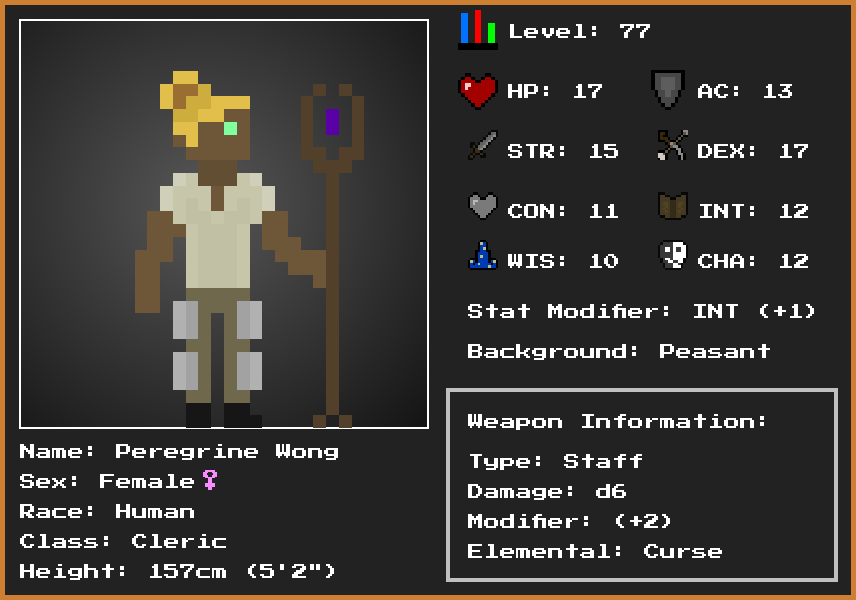 Level: 77
HP: 17 AC: 13
STR: 15 DEX: 17
CON: 11 INT: 12
WIS: 10 CHA: 12
Stat Modifier: INT (+1)
Background: Peasant
Weapon Information:
Type: Staff
Damage: d6
Modifier: (+2)
Elemental: Curse
Name: Peregrine Wong
Sex: Female♀
Race: Human
Class: Cleric
Height: 157cm (5'2")